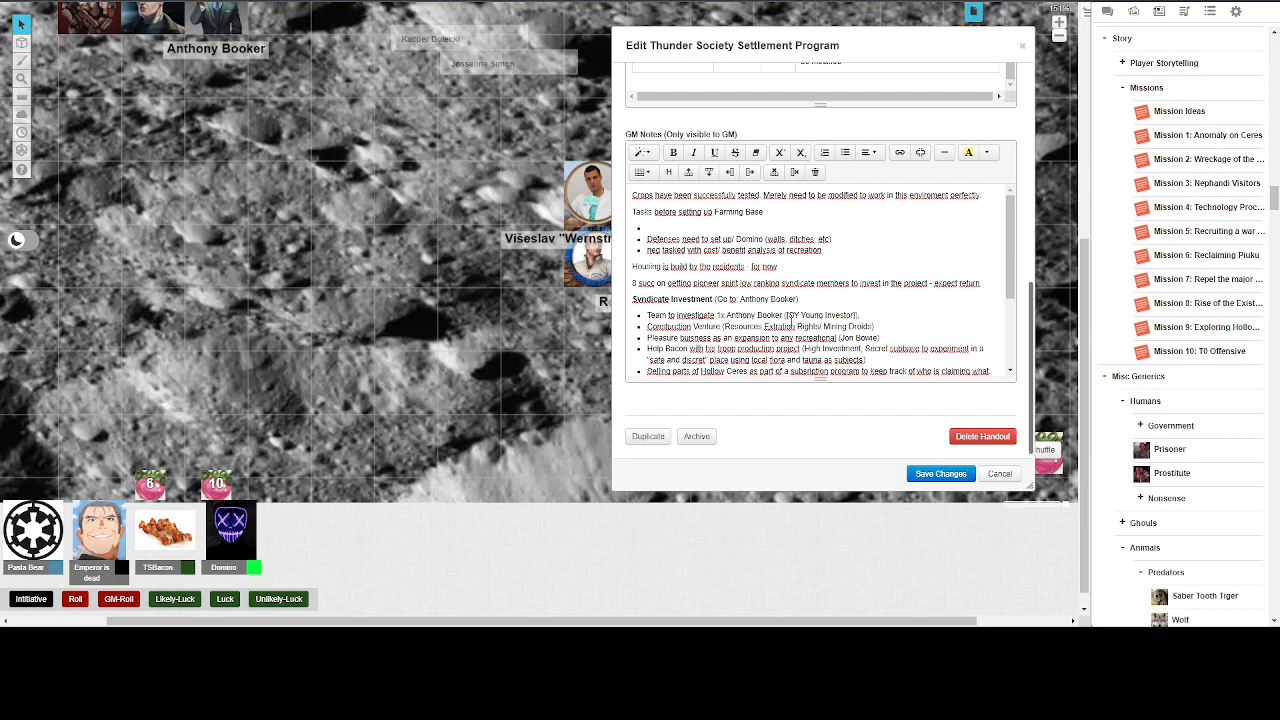 Anthony Booker
Kacper Dolecki
Josseline Simon
Višeslav "Wernstr
R
6
10
Pasta Bear
Emperor is
dead
TSBacon
Domino
Intitiative
Roll
GM-Roll
Likely-Luck
Luck
Unlikely-Luck
Edit Thunder Society Settlement Program
×
be modified
GM Notes (Only visible to GM)
B I U S
H
A
Crops have been successfully tested. Merely need to be modified to work in this enviroment perfectly.
Tasks before setting up Farming Base
Defenses need to set up/ Domino (walls, ditches, etc)
neg tasked with cost/ benefit analysis of recreation
Housing is build by the residents - for now
8 succ on getting pioneer spirit low ranking syndicate members to invest in the project - expect return
Syndicate Investment (Go to: Anthony Booker)
Team to investigate 1x Anthony Booker
Young Investor)),
Construction Venture (Resources Extration Rights/ Mining Droids)
Pleasure business as an expansion to any recreational (Jon Bowie)
Help Bacon with his troop production project (High Investment, Secret subbase to experiment in a
"safe and discret" place using local flora and fauna as subjects)
Selling parts of Hollow Ceres as part of a subsription program to keep track of who is claiming what.
Duplicate
Archive
Delete Handout
Save Changes
Cancel
huffle
Story
Player Storytelling
Missions
Mission Ideas
Mission 1: Anomaly on Ceres
Mission 2: Wreckage of the ...
Mission 3: Nephandi Visitors
Mission 4: Technology Proc...
Mission 5: Recover a Near ...
Mission 6: Reclaiming Piuku
Mission 7: Repel the major ...
Mission 8: Rise of the Exist...
Mission 9: Exploring Hollo...
Mission 10: T0 Offensive
Misc Generics
Humans
Government
Prisoner
Prostitute
Nonsense
Ghouls
Animals
Predators
Saber Tooth Tiger
Wolf